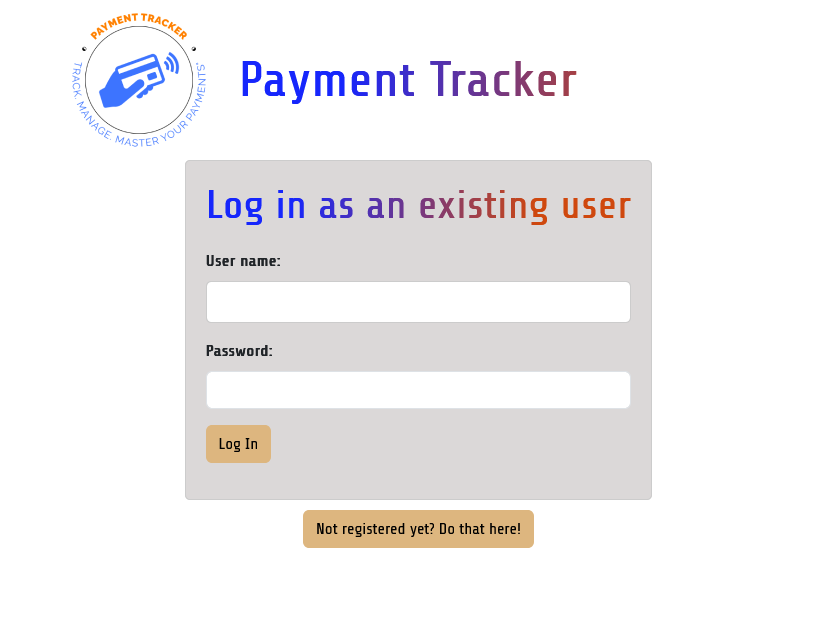 PAYMENT TRACKER
TRACK. MANAGE. MASTER YOUR PAYMENTS.
Payment Tracker
Log in as an existing user
User name:
Password:
Log In
Not registered yet? Do that here!